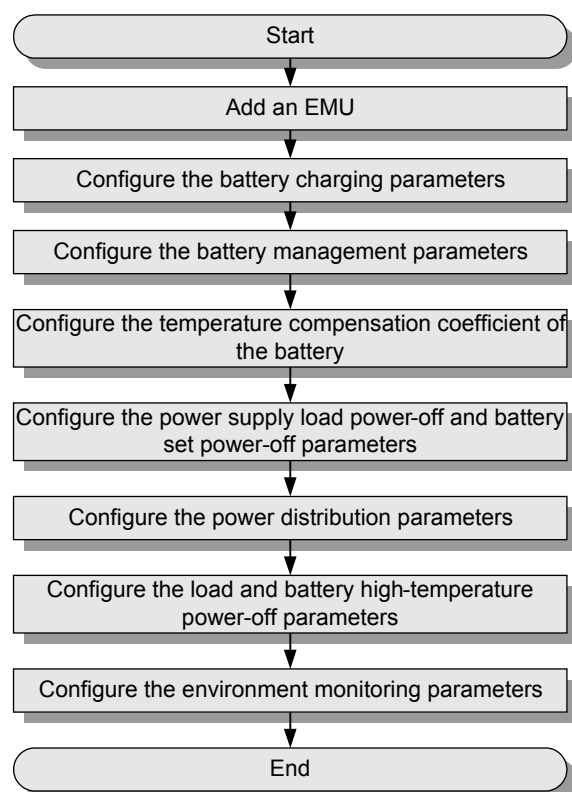 Start
Add an EMU
Configure the battery charging parameters
Configure the battery management parameters
Configure the temperature compensation coefficient of
the battery
Configure the power supply load power-off and battery
set power-off parameters
Configure the power distribution parameters
Configure the load and battery high-temperature
power-off parameters
Configure the environment monitoring parameters
End